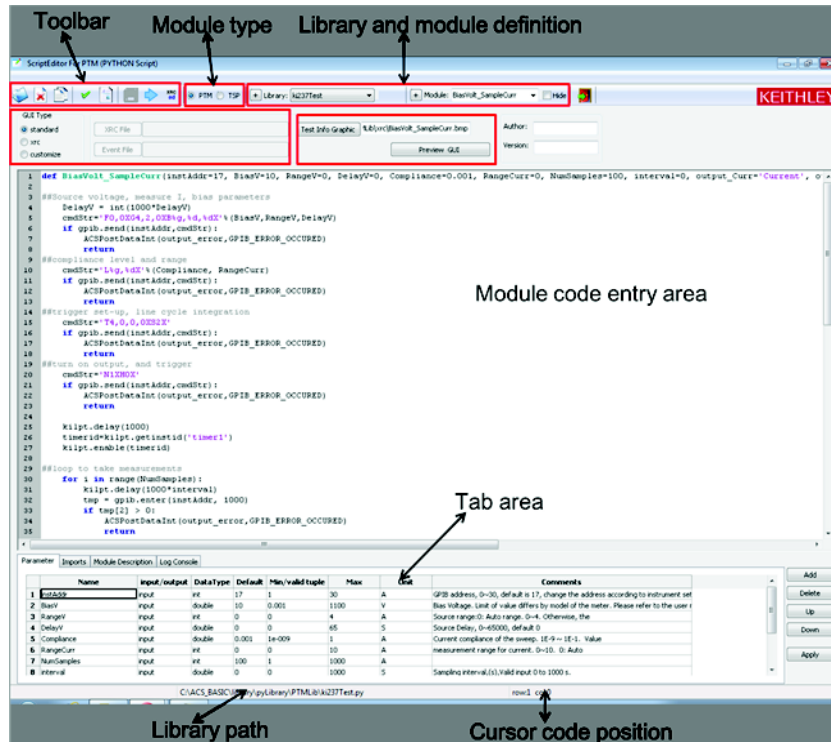 Toolbar
Module type
Library and module definition
ScriptEditor For PTM (PYTHON Script)
PTM TSP
Library: ki237Test
Module: BiasVolt_SampleCurr
Hide
KEITHLEY
GUI Type
standard
xrc
customize
XRC File
Event File
Test Info Graphic
\Lib\xrc\BiasVolt_SampleCurr.bmp
Preview GUI
Author:
Version:
1 def BiasVolt_SampleCurr(instAddr=17, BiasV=10, RangeV=0, DelayV=0, Compliance=0.001, RangeCurr=0, NumSamples=100, interval=0, output_Curr='Current', o
2
3 ##Source voltage, measure I, bias parameters
4 DelayV = int(1000*DelayV)
5 cmdStr='F0,0XG4,2,0XB%g,%d,%dX'%(BiasV,RangeV,DelayV)
6 if gpib.send(instAddr,cmdStr):
7 ACSPostDataInt(output_error,GPIB_ERROR_OCCURED)
8 return
9 ##compliance level and range
10 cmdStr='L%g,%dX'%(Compliance, RangeCurr)
11 if gpib.send(instAddr,cmdStr):
12 ACSPostDataInt(output_error,GPIB_ERROR_OCCURED)
13 return
14 ##trigger set-up, line cycle integration
15 cmdStr='T4,0,0,0XS2X'
16 if gpib.send(instAddr,cmdStr):
17 ACSPostDataInt(output_error,GPIB_ERROR_OCCURED)
18 return
19 ##turn on output, and trigger
20 cmdStr='N1XH0X'
21 if gpib.send(instAddr,cmdStr):
22 ACSPostDataInt(output_error,GPIB_ERROR_OCCURED)
23 return
24
25 kilpt.delay(1000)
26 timerid=kilpt.getinstid('timer1')
27 kilpt.enable(timerid)
28
29 ##loop to take measurements
30 for i in range(NumSamples):
31 kilpt.delay(1000*interval)
32 tmp = gpib.enter(instAddr, 1000)
33 if tmp[2] > 0:
34 ACSPostDataInt(output_error,GPIB_ERROR_OCCURED)
35 return
Module code entry area
Tab area
Parameter Imports Module Description Log Console
Name input/output DataType Default Min/valid tuple Max Unit Comments
1 instAddr input int 17 1 30 A GPIB address, 0~30, default is 17, change the address according to instrument set
2 BiasV input double 10 0.001 1100 V Bias Voltage. Limit of value differs by model of the meter. Please refer to the user
3 RangeV input int 0 0 4 A Source range:0: Auto range. 0~4. Otherwise, the
4 DelayV input double 0 0 65 S Source Delay, 0~65000, default 0
5 Compliance input double 0.001 1e-009 1 A Current compliance of the sweep. 1E-9 ~ 1E-1. Value
6 RangeCurr input int 0 0 10 A measurement range for current. 0~10. 0: Auto
7 NumSamples input int 100 1 1000 A
8 interval input double 0 0 1000 S Sampling interval,(s),Valid input 0 to 1000 s.
Add
Delete
Up
Down
Apply
C:\ACS_BASIC\library\pyLibrary\PTMLib\ki237Test.py
row:1 col:0
Library path
Cursor code position